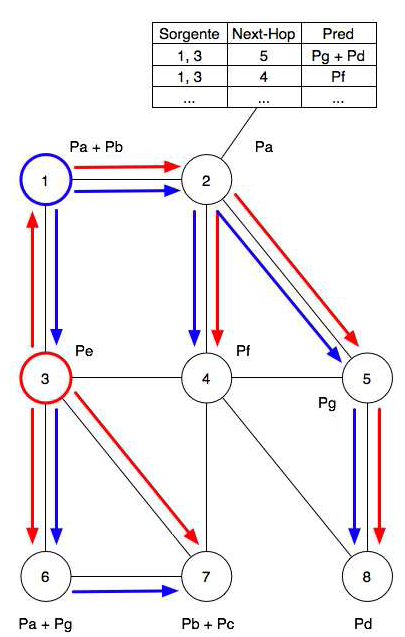 Sorgente Next-Hop Pred
1, 3 5 Pg + Pd
1, 3 4 Pf
... ... ...
Pa + Pb Pa
1 2
Pe Pf
3 4 5
Pg
6 7 8
Pa + Pg Pb + Pc Pd